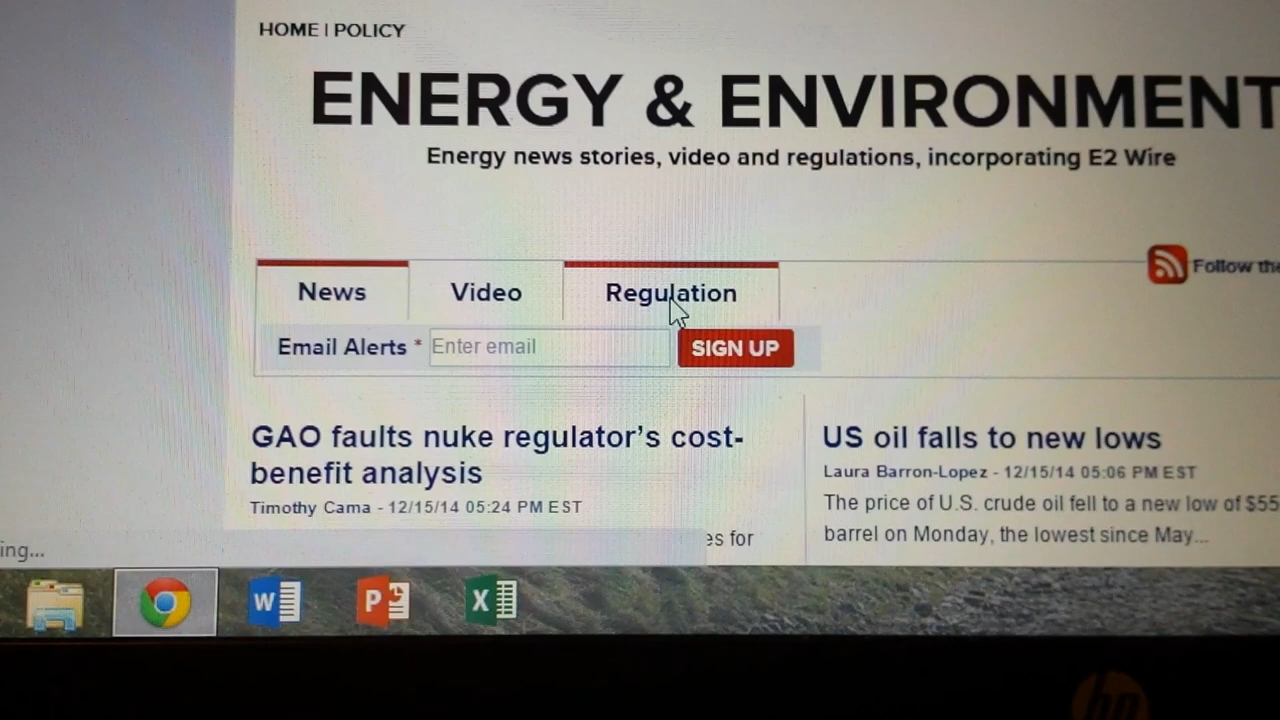 HOME | POLICY
ENERGY & ENVIRONMENT
Energy news stories, video and regulations, incorporating E2 Wire
Follow the
News Video Regulation
Email Alerts * Enter email SIGN UP
GAO faults nuke regulator's cost-
benefit analysis
Timothy Cama - 12/15/14 05:24 PM EST
es for
US oil falls to new lows
Laura Barron-Lopez - 12/15/14 05:06 PM EST
The price of U.S. crude oil fell to a new low of $55
barrel on Monday, the lowest since May...
ing...
W P X
hp